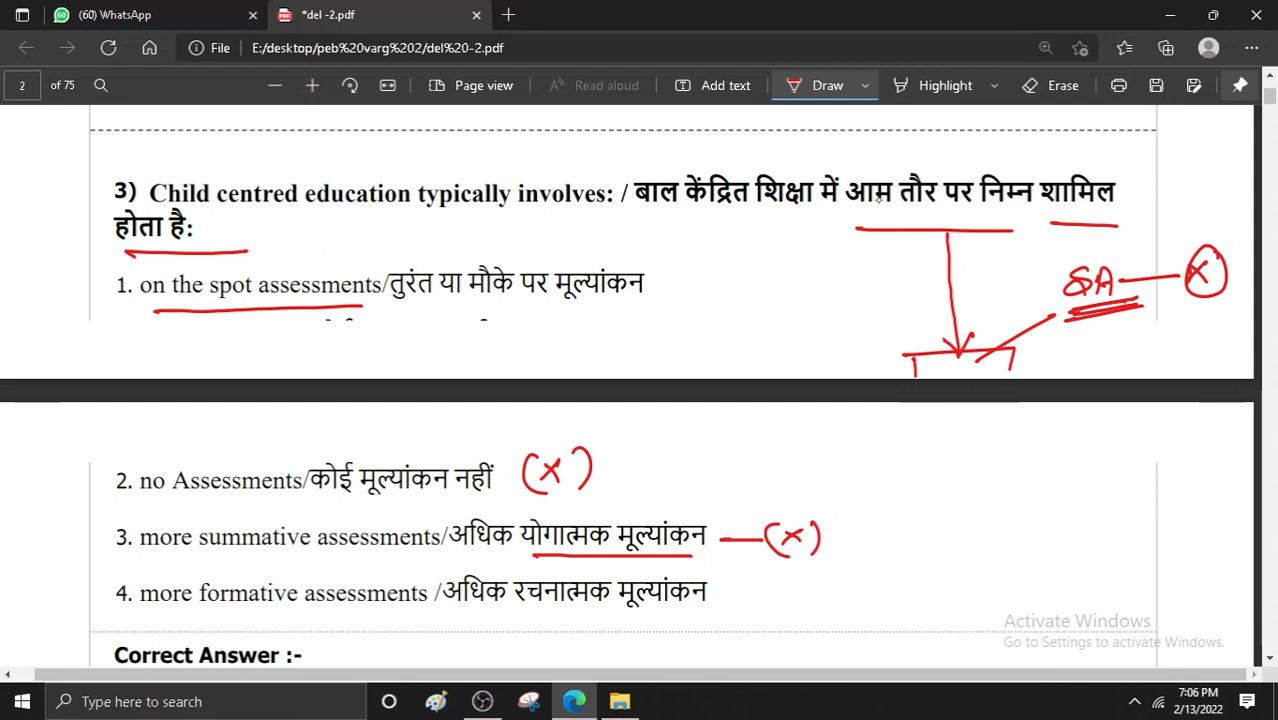 (60) WhatsApp
*del -2.pdf
File
E:/desktop/peb%20varg%202/del%20-2.pdf
2 of 75
Page view
Read aloud
Add text
Draw
Highlight
Erase
3) Child centred education typically involves: / बाल केंद्रित शिक्षा में आम तौर पर निम्न शामिल
होता है:
1. on the spot assessments/तुरंत या मौके पर मूल्यांकन
SA — (X)
2. no Assessments/कोई मूल्यांकन नहीं (X)
3. more summative assessments/अधिक योगात्मक मूल्यांकन — (X)
4. more formative assessments /अधिक रचनात्मक मूल्यांकन
Activate Windows
Go to Settings to activate Windows.
Correct Answer :-
Type here to search
7:06 PM
2/13/2022